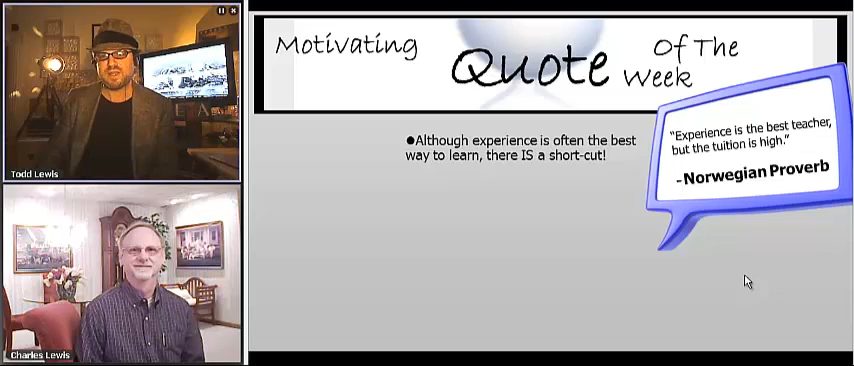 Todd Lewis
Charles Lewis
Motivating
Quote
Of The
Week
●Although experience is often the best
way to learn, there IS a short-cut!
“Experience is the best teacher,
but the tuition is high.”
-Norwegian Proverb